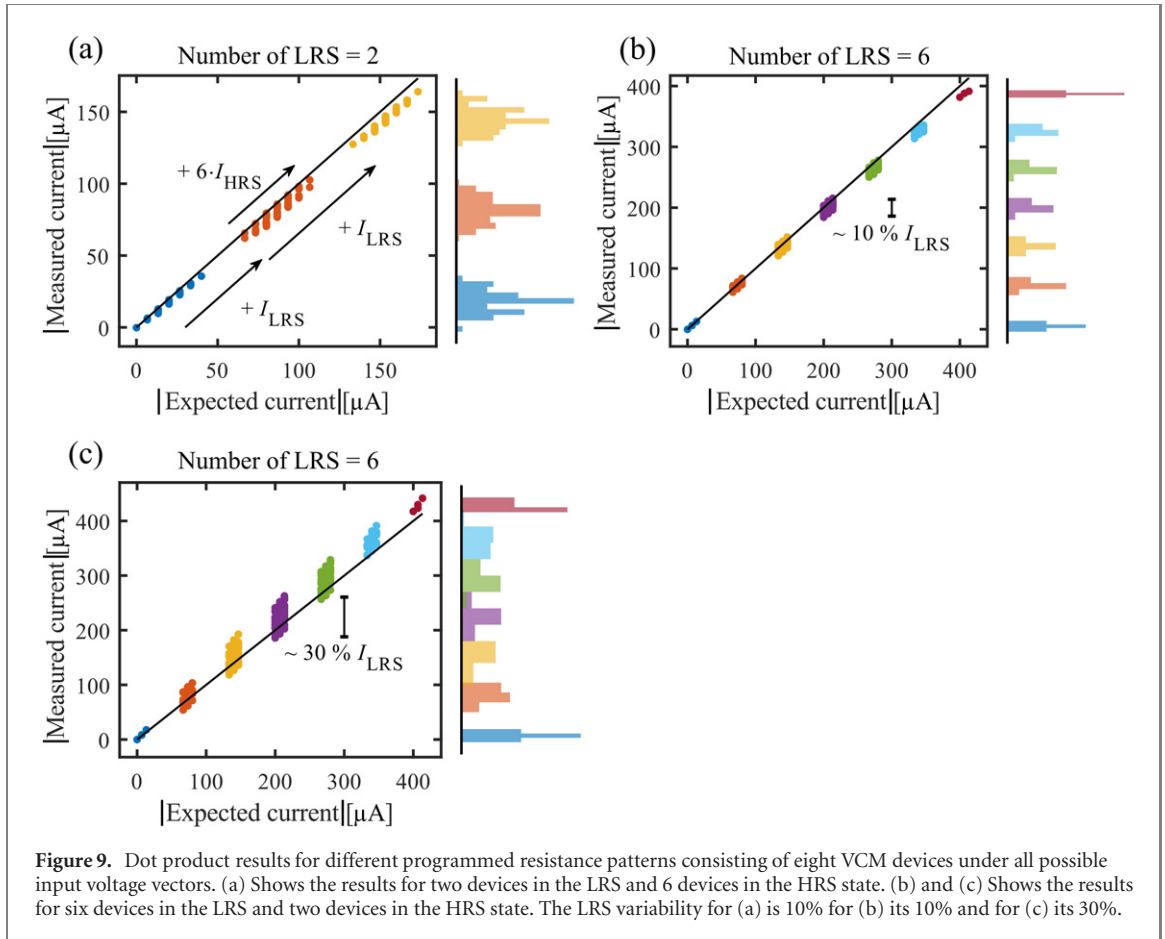 (a)
Number of LRS = 2
|Measured current|[µA]
150
100
50
0
+ 6·I_HRS
+ I_LRS
+ I_LRS
0 50 100 150
|Expected current|[µA]
(b)
Number of LRS = 6
|Measured current|[µA]
400
300
200
100
0
~ 10 % I_LRS
0 100 200 300 400
|Expected current|[µA]
(c)
Number of LRS = 6
|Measured current|[µA]
400
300
200
100
0
~ 30 % I_LRS
0 100 200 300 400
|Expected current|[µA]
Figure 9. Dot product results for different programmed resistance patterns consisting of eight VCM devices under all possible
input voltage vectors. (a) Shows the results for two devices in the LRS and 6 devices in the HRS state. (b) and (c) Shows the results
for six devices in the LRS and two devices in the HRS state. The LRS variability for (a) is 10% for (b) its 10% and for (c) its 30%.